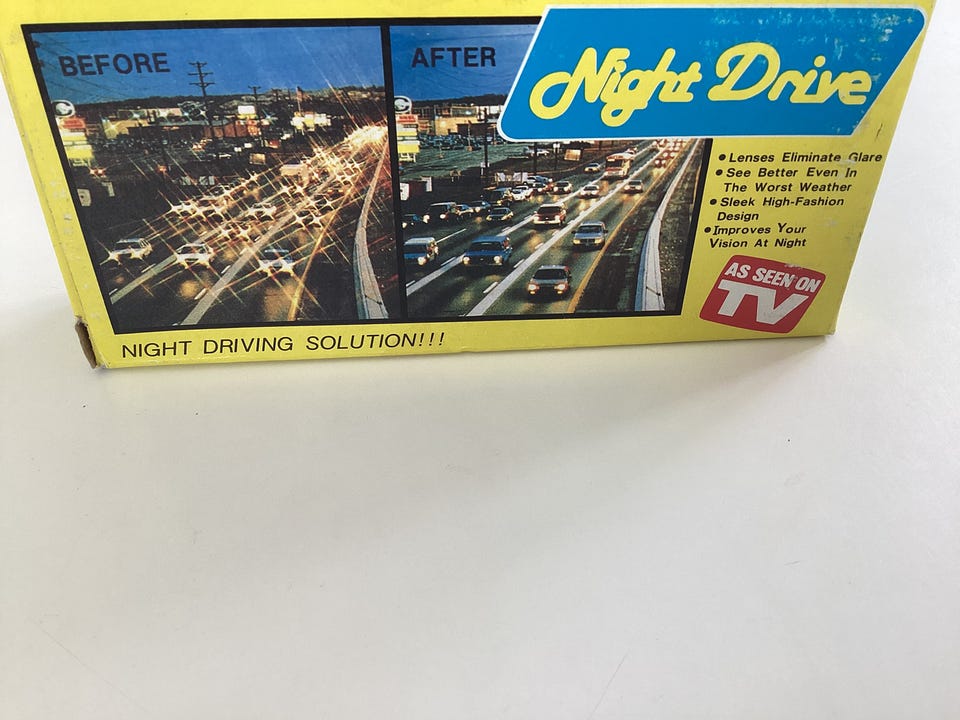 BEFORE
AFTER
Night Drive
• Lenses Eliminate Glare
• See Better Even In
The Worst Weather
• Sleek High-Fashion
Design
• Improves Your
Vision At Night
AS SEEN ON
TV
NIGHT DRIVING SOLUTION!!!